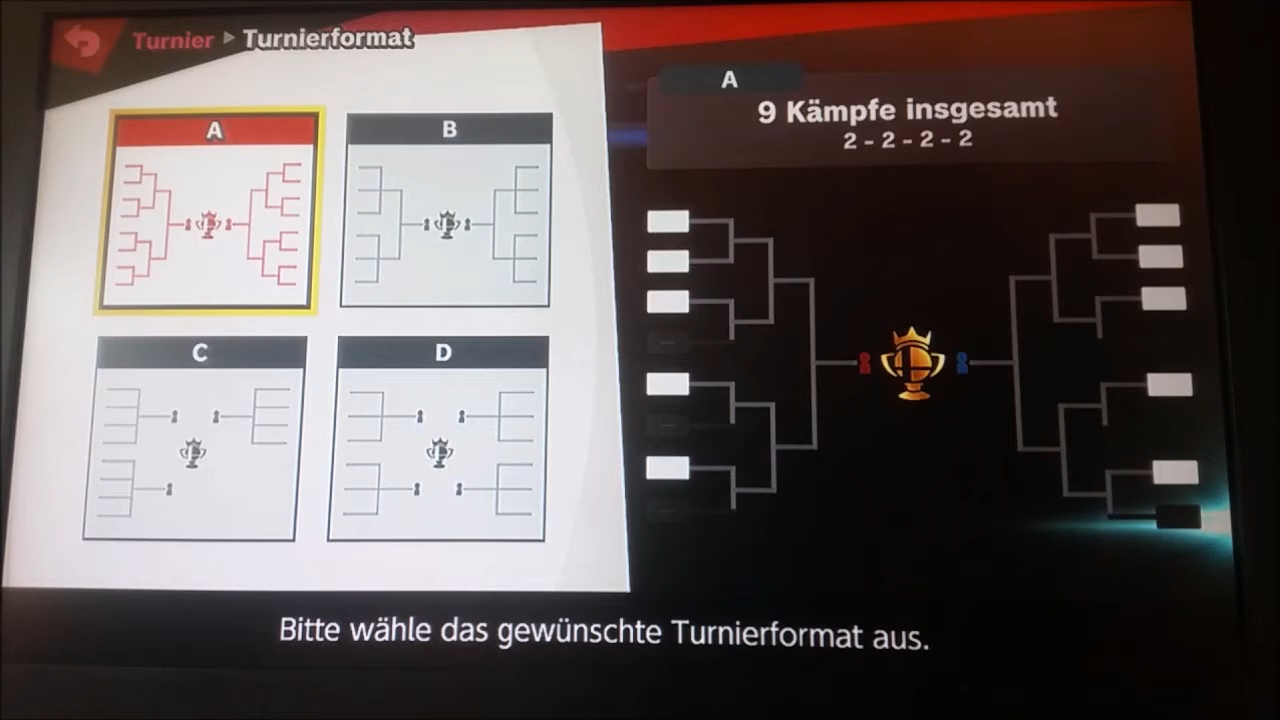 Turnier ▸ Turnierformat
A
B
C
D
A
9 Kämpfe insgesamt
2 - 2 - 2 - 2
Bitte wähle das gewünschte Turnierformat aus.